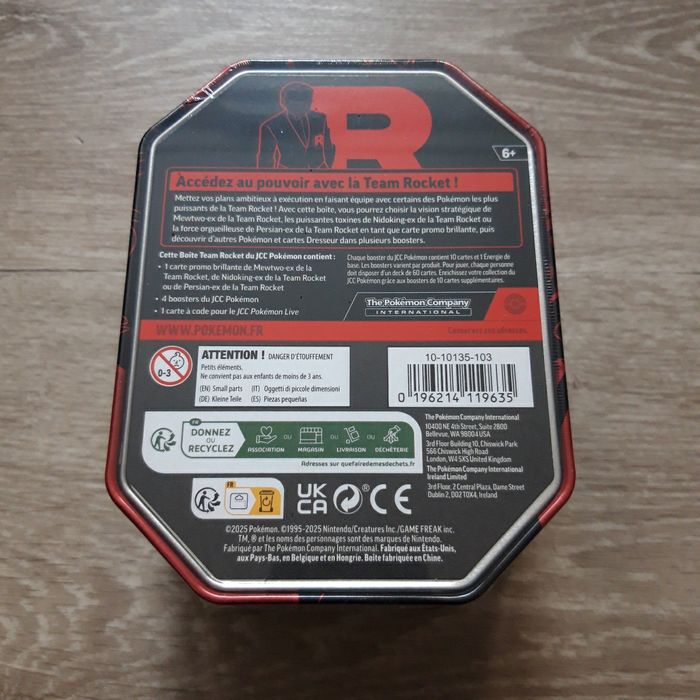 R
R
6+
Accédez au pouvoir avec la Team Rocket !
Mettez vos plans ambitieux à exécution en faisant équipe avec certains des Pokémon les plus
puissants de la Team Rocket ! Avec cette boîte, vous pourrez choisir la vision stratégique de
Mewtwo-ex de la Team Rocket, les puissantes toxines de Nidoking-ex de la Team Rocket ou
la force orgueilleuse de Persian-ex de la Team Rocket en tant que carte promo brillante, puis
découvrir d'autres Pokémon et cartes Dresseur dans plusieurs boosters.
Cette Boîte Team Rocket du JCC Pokémon contient :
• 1 carte promo brillante de Mewtwo-ex de la
Team Rocket, de Nidoking-ex de la Team Rocket
ou de Persian-ex de la Team Rocket
• 4 boosters du JCC Pokémon
• 1 carte à code pour le JCC Pokémon Live
Chaque booster du JCC Pokémon contient 10 cartes et 1 Énergie de
base. Les boosters varient par produit. Pour jouer, chaque personne
doit disposer d'un deck de 60 cartes. Enrichissez votre collection du
JCC Pokémon grâce aux boosters de 10 cartes supplémentaires.
The Pokémon Company
INTERNATIONAL
WWW.POKEMON.FR
Conservez ces adresses.
0-3
ATTENTION ! DANGER D'ÉTOUFFEMENT
Petits éléments.
Ne convient pas aux enfants de moins de 3 ans.
(EN) Small parts (IT) Oggetti di piccole dimensioni
(DE) Kleine Teile (ES) Piezas pequeñas
10-10135-103
0 196214 119635
FR
DONNEZ
OU
RECYCLEZ
ASSOCIATION
OU
MAGASIN
OU
LIVRAISON
OU
DÉCHÈTERIE
Adresses sur quefairedemesdechets.fr
The Pokémon Company International
10400 NE 4th Street, Suite 2800
Bellevue, WA 98004 USA
3rd Floor Building 10, Chiswick Park
566 Chiswick High Road
London, W4 5XS United Kingdom
The Pokémon Company International
Ireland Limited
3rd Floor, 2 Central Plaza, Dame Street
Dublin 2, D02 T0X4, Ireland
FR
UK
CA
CE
©2025 Pokémon. ©1995-2025 Nintendo/Creatures Inc./GAME FREAK inc.
TM, ® et les noms des personnages sont des marques de Nintendo.
Fabriqué par The Pokémon Company International. Fabriqué aux États-Unis,
aux Pays-Bas, en Belgique et en Hongrie. Boîte fabriquée en Chine.